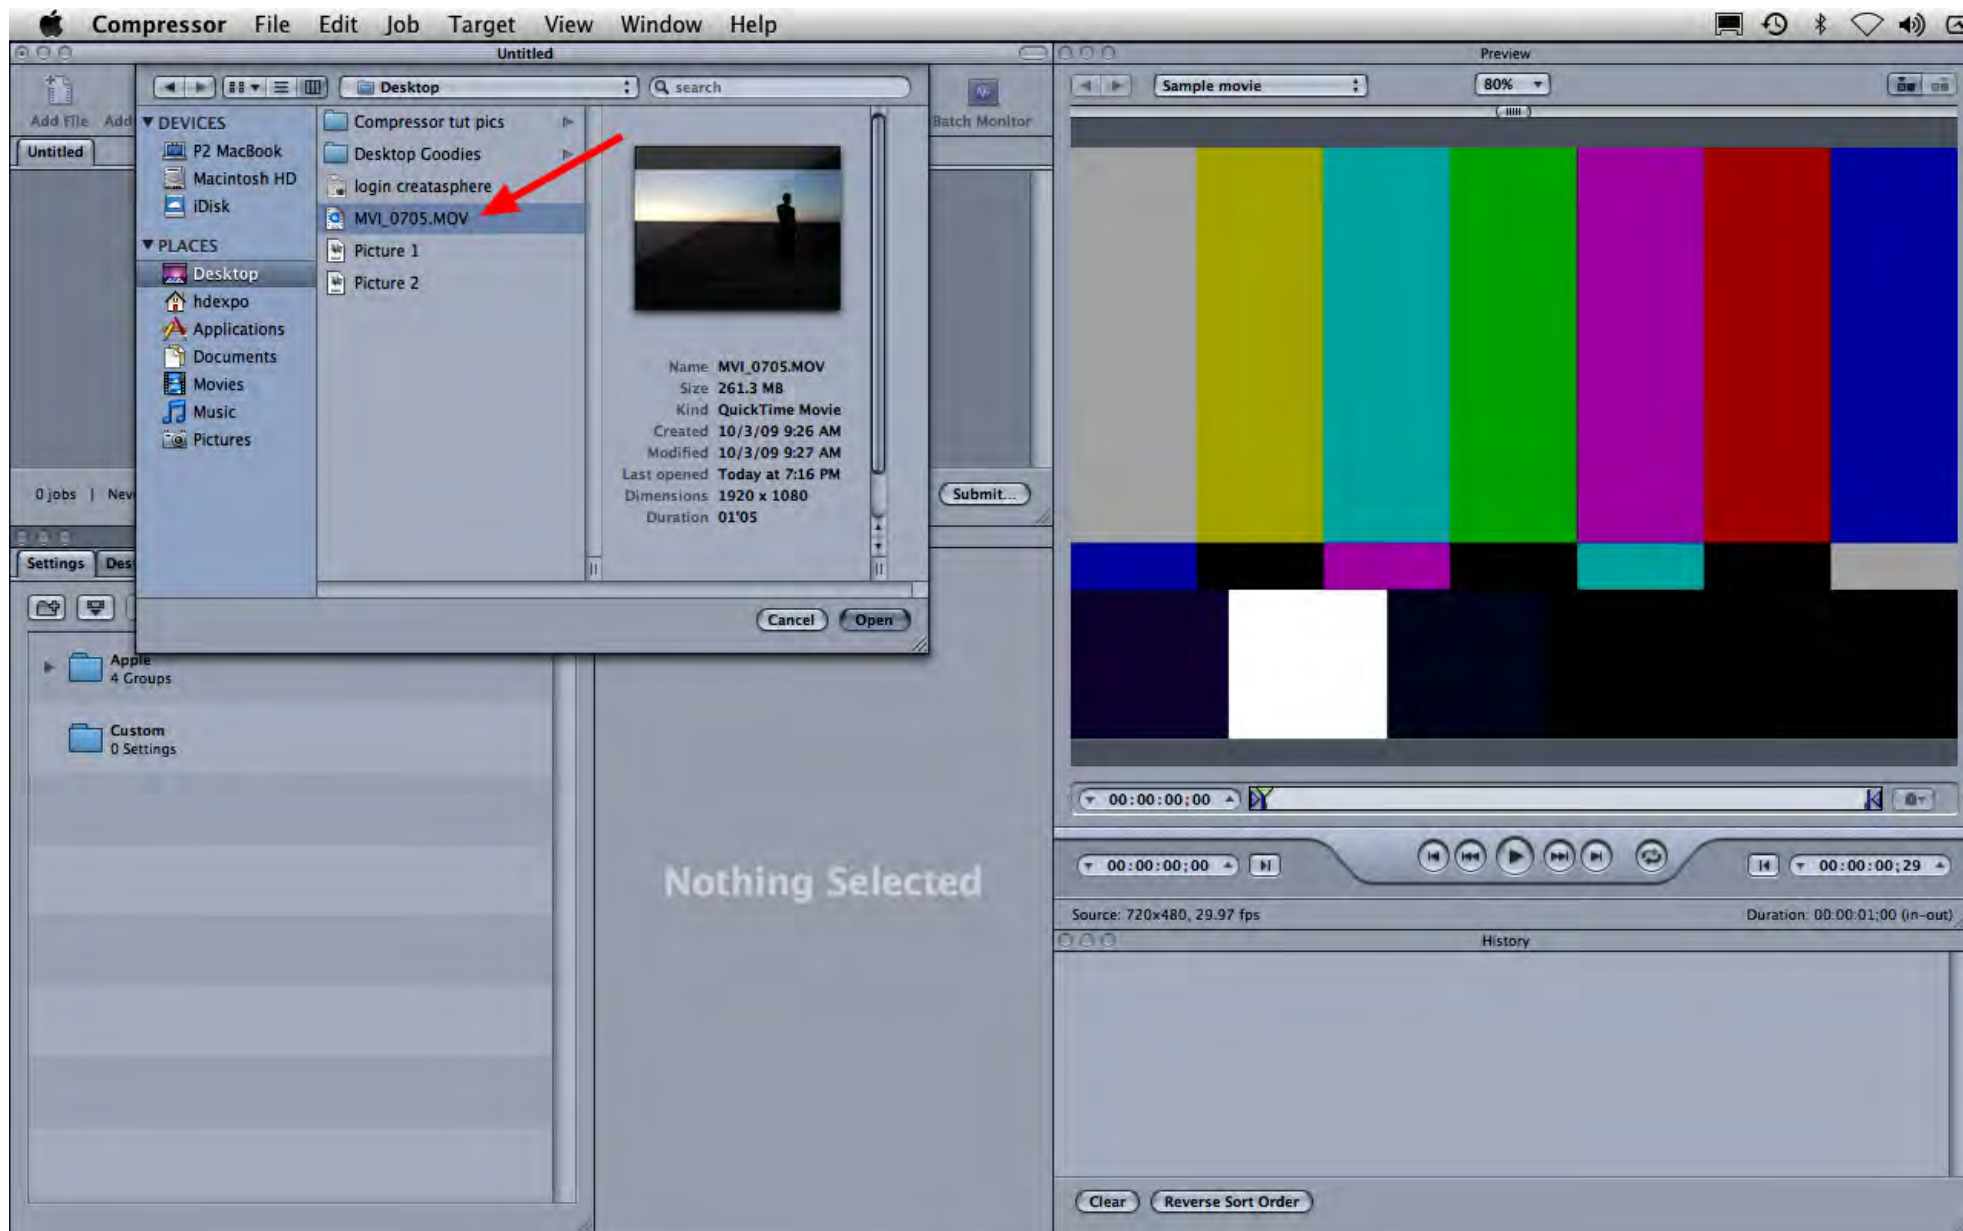 Compressor File Edit Job Target View Window Help
Untitled
Preview
Desktop
search
Sample movie
80%
Add File Add
Batch Monitor
Untitled
DEVICES
P2 MacBook
Macintosh HD
iDisk
PLACES
Desktop
hdexpo
Applications
Documents
Movies
Music
Pictures
Compressor tut pics
Desktop Goodies
login creatasphere
MVI_0705.MOV
Picture 1
Picture 2
Name MVI_0705.MOV
Size 261.3 MB
Kind QuickTime Movie
Created 10/3/09 9:26 AM
Modified 10/3/09 9:27 AM
Last opened Today at 7:16 PM
Dimensions 1920 x 1080
Duration 01'05
0 jobs | Nev
Submit...
Cancel Open
Settings Des
Apple
4 Groups
Custom
0 Settings
Nothing Selected
00:00:00;00
00:00:00;00
00:00:00;29
Source: 720x480, 29.97 fps
Duration: 00:00:01;00 (in-out)
History
Clear Reverse Sort Order